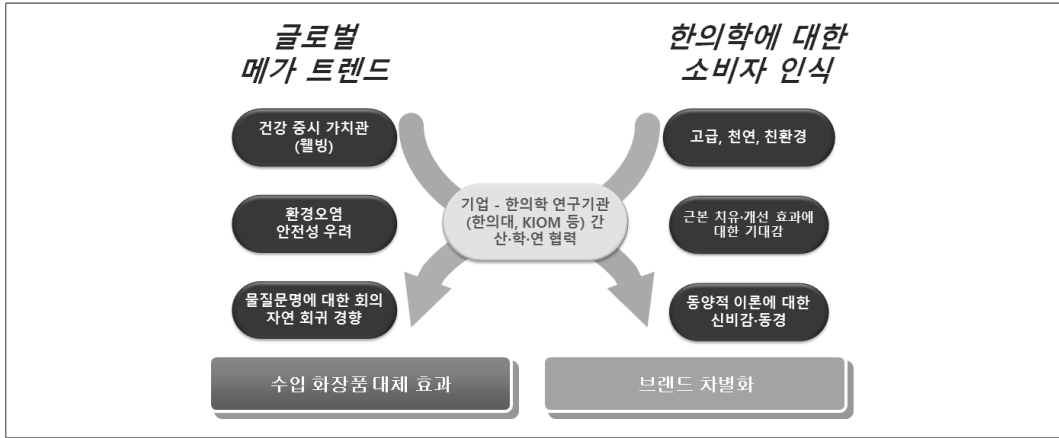 글로벌
메가 트렌드
한의학에 대한
소비자 인식
건강 중시 가치관
(웰빙)
환경오염
안전성 우려
물질문명에 대한 회의
자연 회귀 경향
기업 - 한의학 연구기관
(한의대, KIOM 등) 간
산·학·연 협력
고급, 천연, 친환경
근본 치유·개선 효과에
대한 기대감
동양적 이론에 대한
신비감·동경
수입 화장품 대체 효과
브랜드 차별화